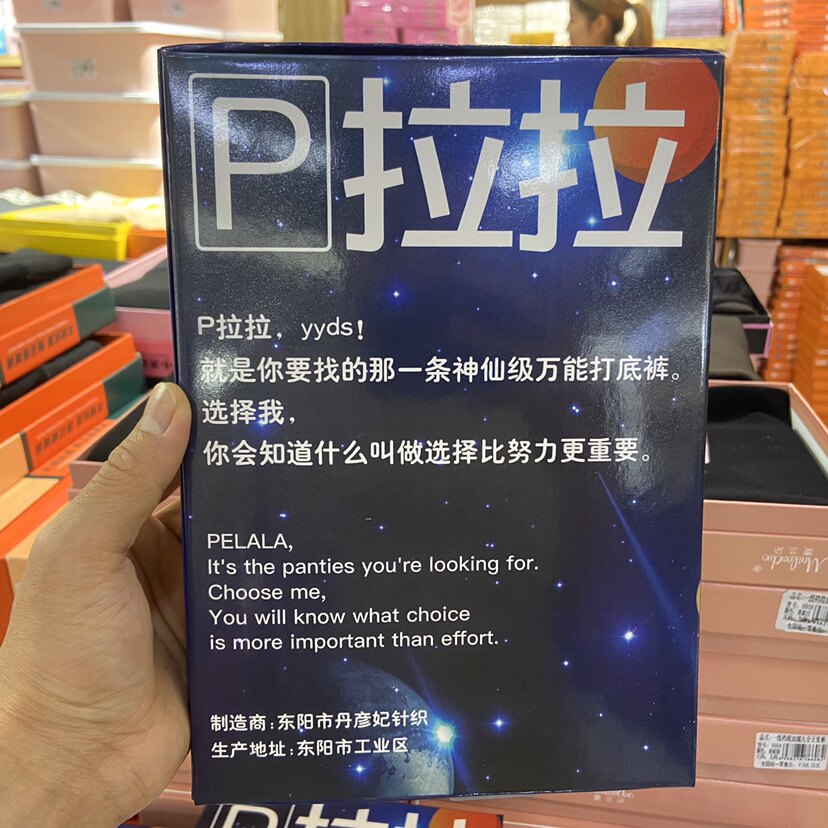 P拉拉
P拉拉，yyds！
就是你要找的那一条神仙级万能打底裤。
选择我，
你会知道什么叫做选择比努力更重要。
PELALA,
It's the panties you're looking for.
Choose me,
You will know what choice
is more important than effort.
制造商：东阳市丹彦妃针织
生产地址：东阳市工业区
P拉拉